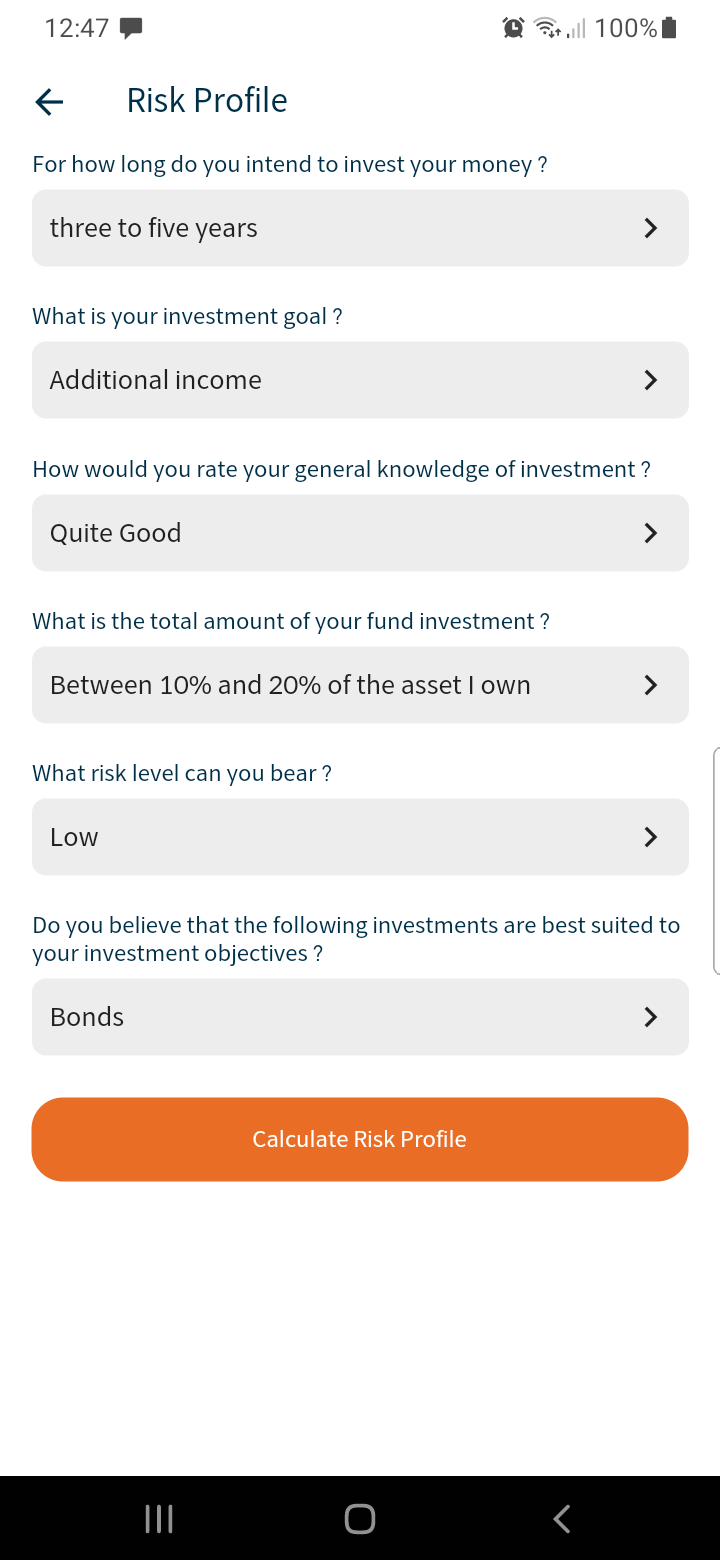 12:47
100%
Risk Profile
For how long do you intend to invest your money ?
three to five years
What is your investment goal ?
Additional income
How would you rate your general knowledge of investment ?
Quite Good
What is the total amount of your fund investment ?
Between 10% and 20% of the asset I own
What risk level can you bear ?
Low
Do you believe that the following investments are best suited to
your investment objectives ?
Bonds
Calculate Risk Profile